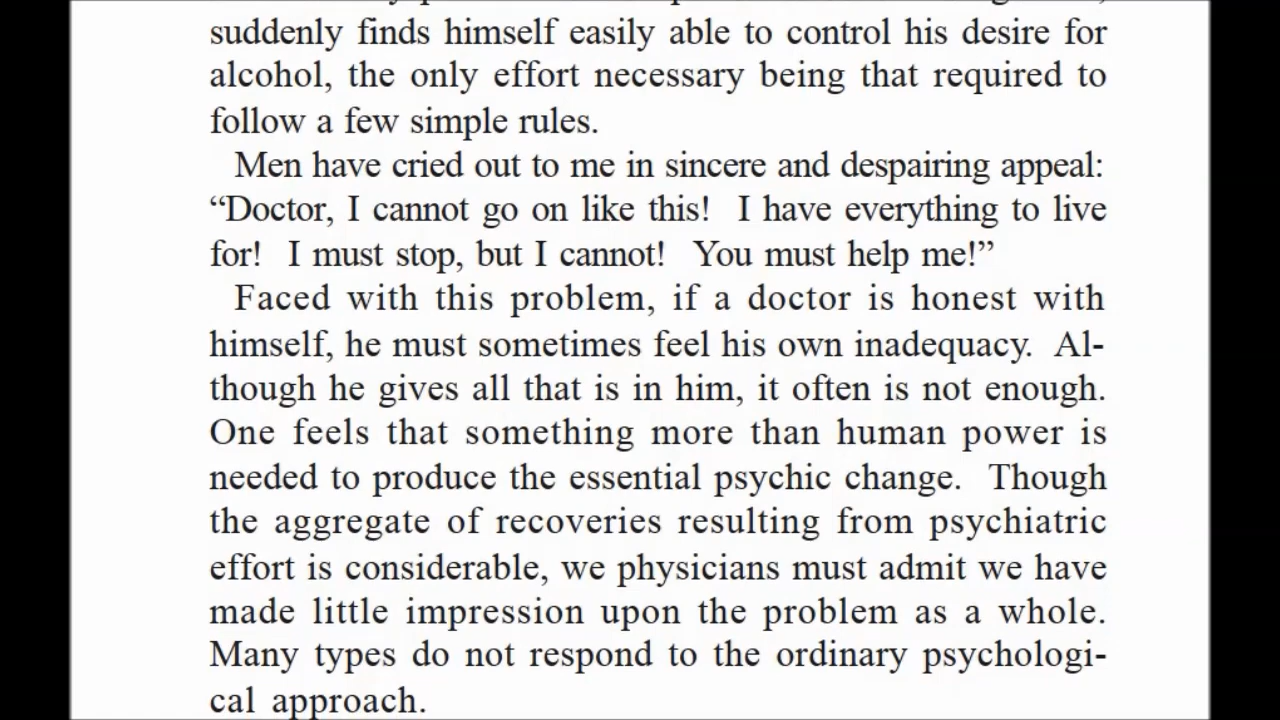 suddenly finds himself easily able to control his desire for
alcohol, the only effort necessary being that required to
follow a few simple rules.
Men have cried out to me in sincere and despairing appeal:
“Doctor, I cannot go on like this!  I have everything to live
for!  I must stop, but I cannot!  You must help me!”
Faced with this problem, if a doctor is honest with
himself, he must sometimes feel his own inadequacy.  Al-
though he gives all that is in him, it often is not enough.
One feels that something more than human power is
needed to produce the essential psychic change.  Though
the aggregate of recoveries resulting from psychiatric
effort is considerable, we physicians must admit we have
made little impression upon the problem as a whole.
Many types do not respond to the ordinary psychologi-
cal approach.